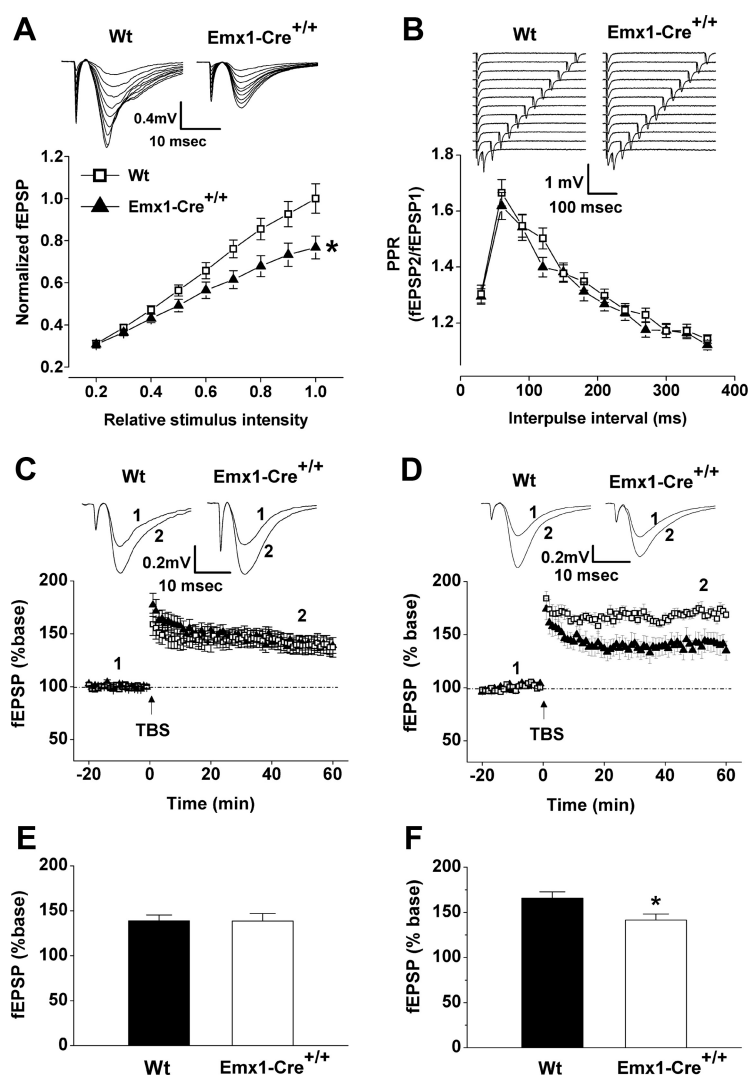 A
Wt
Emx1-Cre+/+
0.4mV
10 msec
Wt
Emx1-Cre+/+
Normalized fEPSP
1.0
0.8
0.6
0.4
0.2
*
0.2
0.4
0.6
0.8
1.0
Relative stimulus intensity
B
Wt
Emx1-Cre+/+
1 mV
100 msec
PPR
(fEPSP2/fEPSP1)
1.8
1.6
1.4
1.2
0
100
200
300
400
Interpulse interval (ms)
C
Wt
Emx1-Cre+/+
1
2
1
2
0.2mV
10 msec
fEPSP (%base)
200
150
100
50
1
2
TBS
-20
0
20
40
60
Time (min)
D
Wt
Emx1-Cre+/+
1
2
1
2
0.2mV
10 msec
fEPSP (% base)
200
150
100
50
1
2
TBS
-20
0
20
40
60
Time (min)
E
fEPSP (%base)
200
150
100
50
0
Wt
Emx1-Cre+/+
F
fEPSP (% base)
200
150
100
50
0
*
Wt
Emx1-Cre+/+